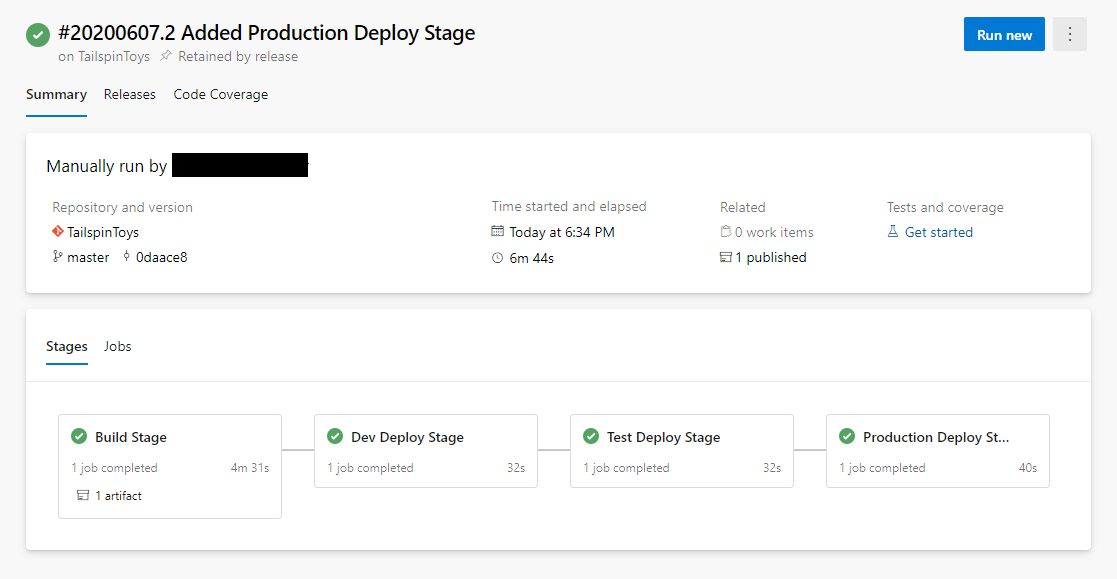 #20200607.2 Added Production Deploy Stage
on TailspinToys Retained by release
Run new
Summary Releases Code Coverage
Manually run by
Repository and version
TailspinToys
master 0daace8
Time started and elapsed
Today at 6:34 PM
6m 44s
Related
0 work items
1 published
Tests and coverage
Get started
Stages Jobs
Build Stage
1 job completed 4m 31s
1 artifact
Dev Deploy Stage
1 job completed 32s
Test Deploy Stage
1 job completed 32s
Production Deploy St...
1 job completed 40s